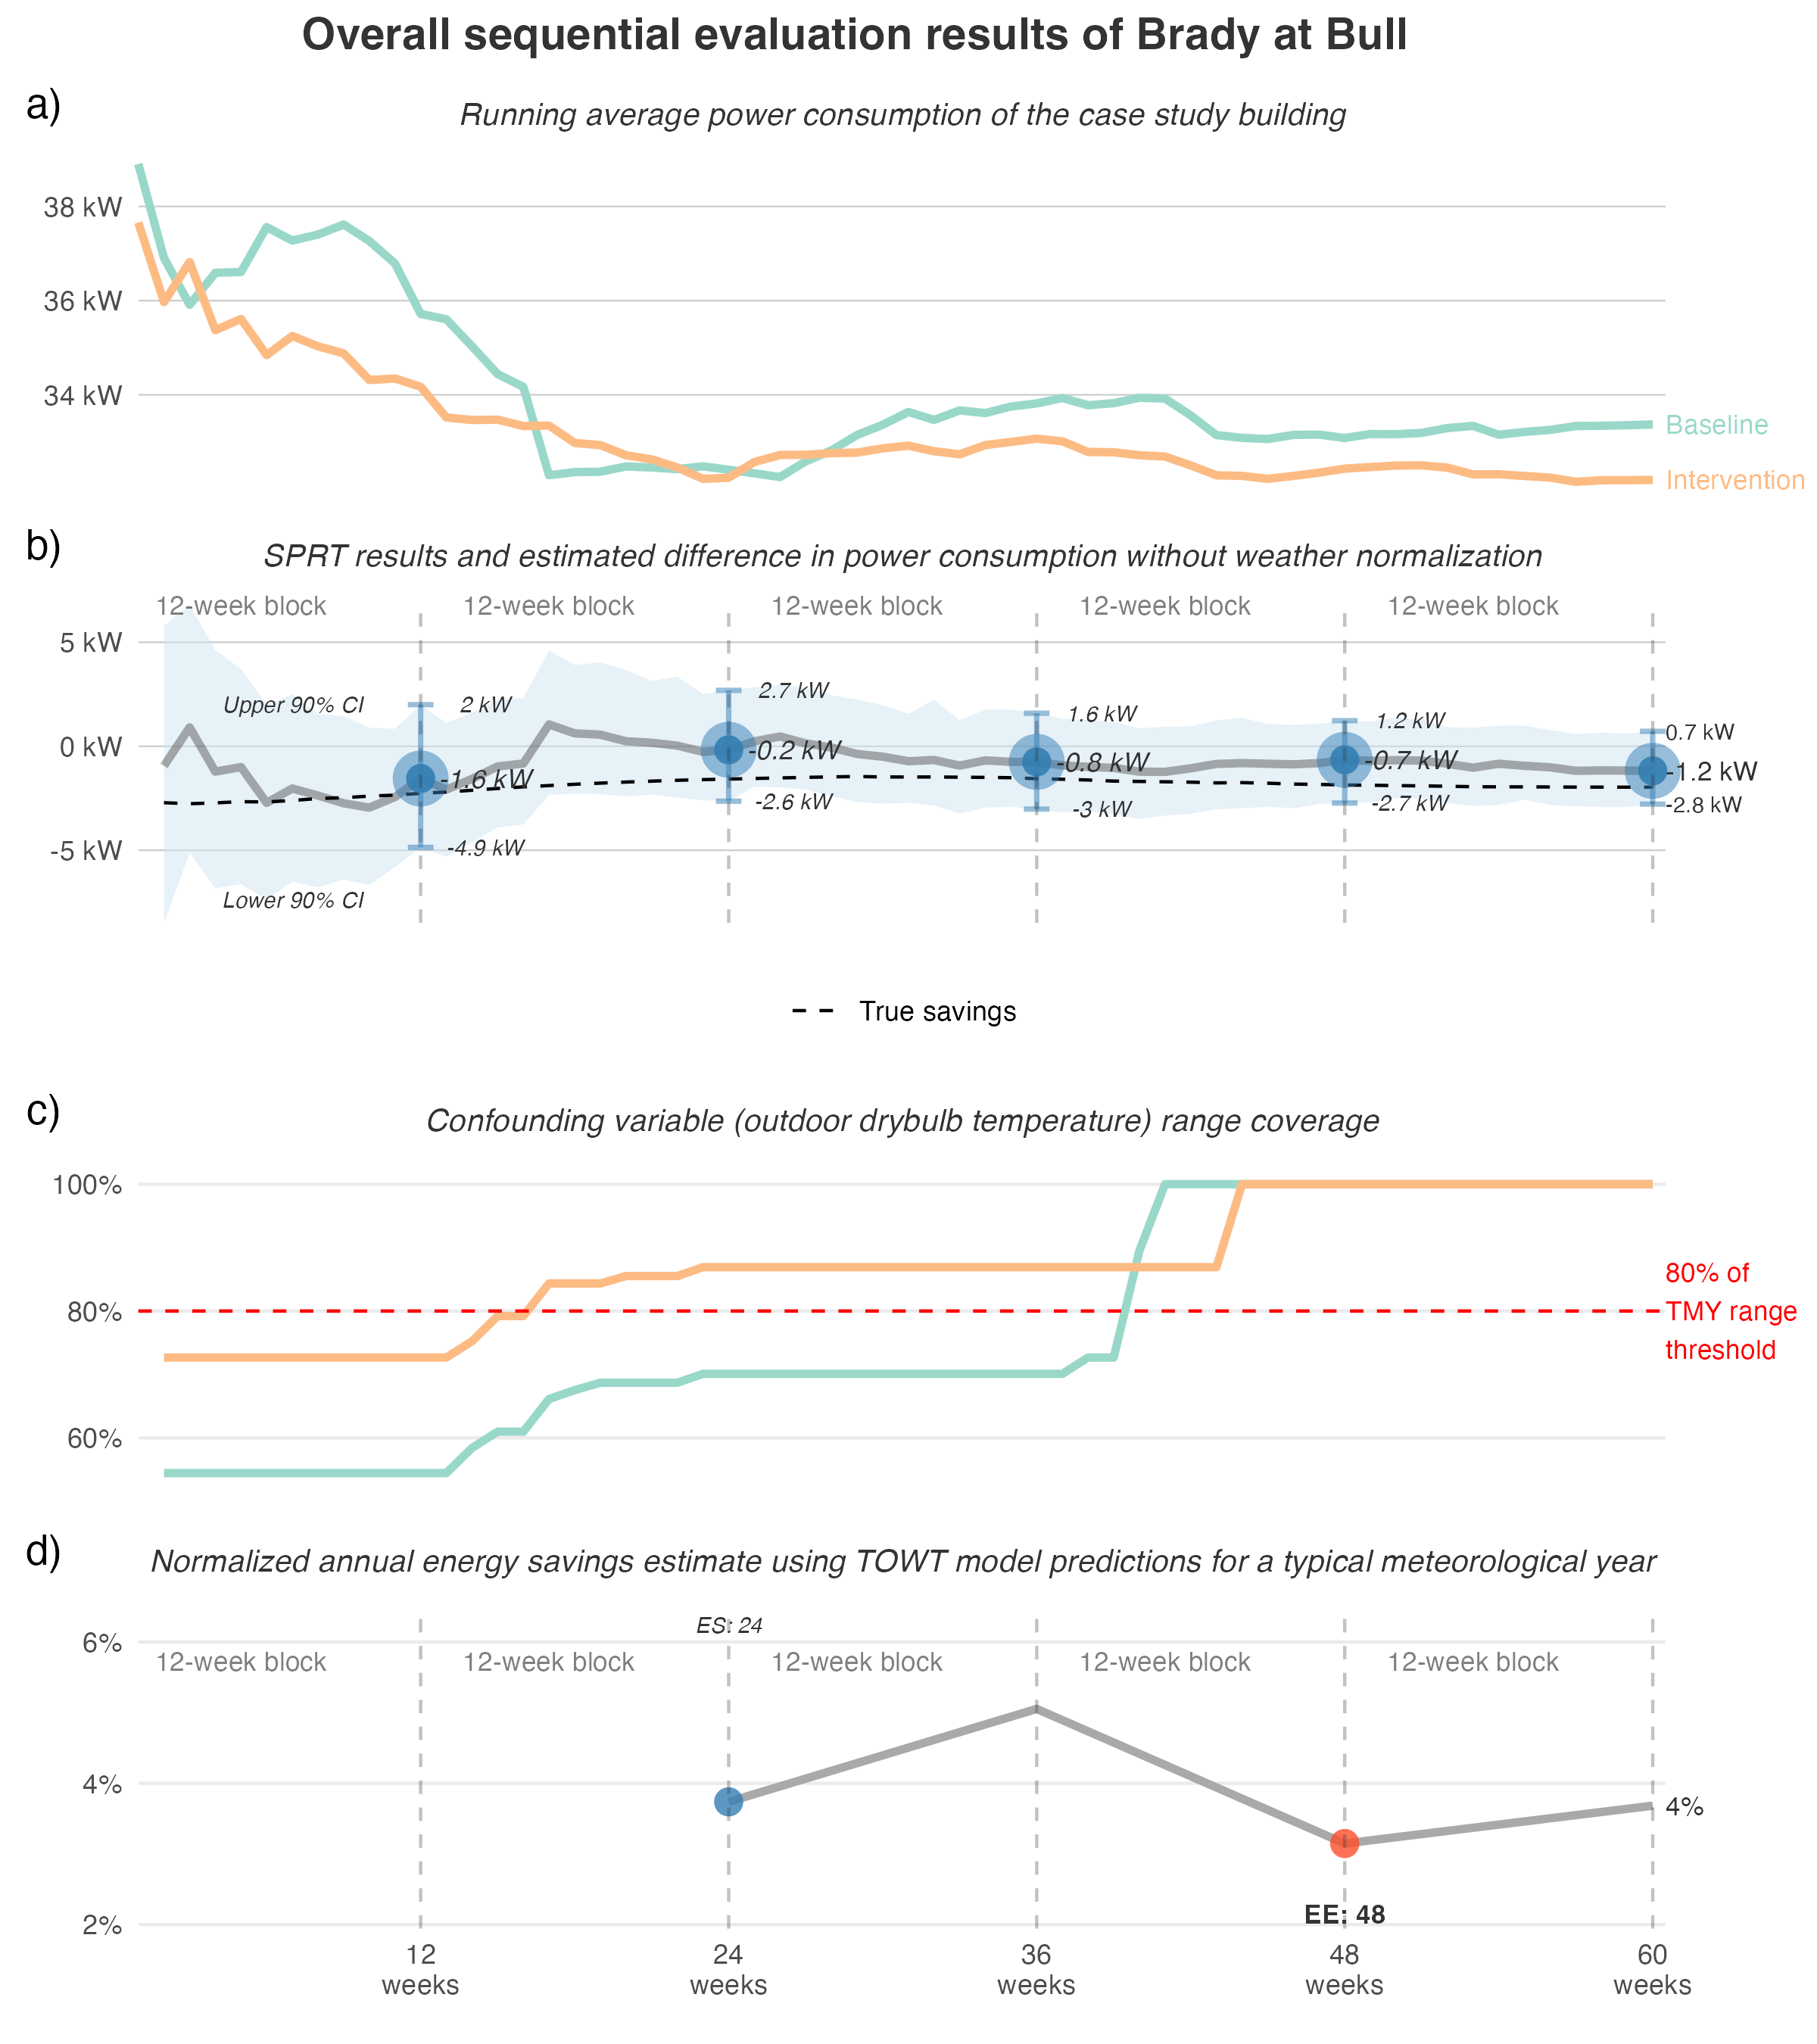 Overall sequential evaluation results of Brady at Bull
a)
Running average power consumption of the case study building
38 kW
36 kW
34 kW
Baseline
Intervention
b)
SPRT results and estimated difference in power consumption without weather normalization
12-week block 12-week block 12-week block 12-week block 12-week block
5 kW
0 kW
-5 kW
Upper 90% CI
Lower 90% CI
2 kW
-1.6 kW
-4.9 kW
2.7 kW
-0.2 kW
-2.6 kW
1.6 kW
-0.8 kW
-3 kW
1.2 kW
-0.7 kW
-2.7 kW
0.7 kW
-1.2 kW
-2.8 kW
True savings
c)
Confounding variable (outdoor drybulb temperature) range coverage
100%
80%
60%
80% of
TMY range
threshold
d)
Normalized annual energy savings estimate using TOWT model predictions for a typical meteorological year
ES: 24
6%
12-week block 12-week block 12-week block 12-week block 12-week block
4%
4%
EE: 48
2%
12 24 36 48 60
weeks weeks weeks weeks weeks